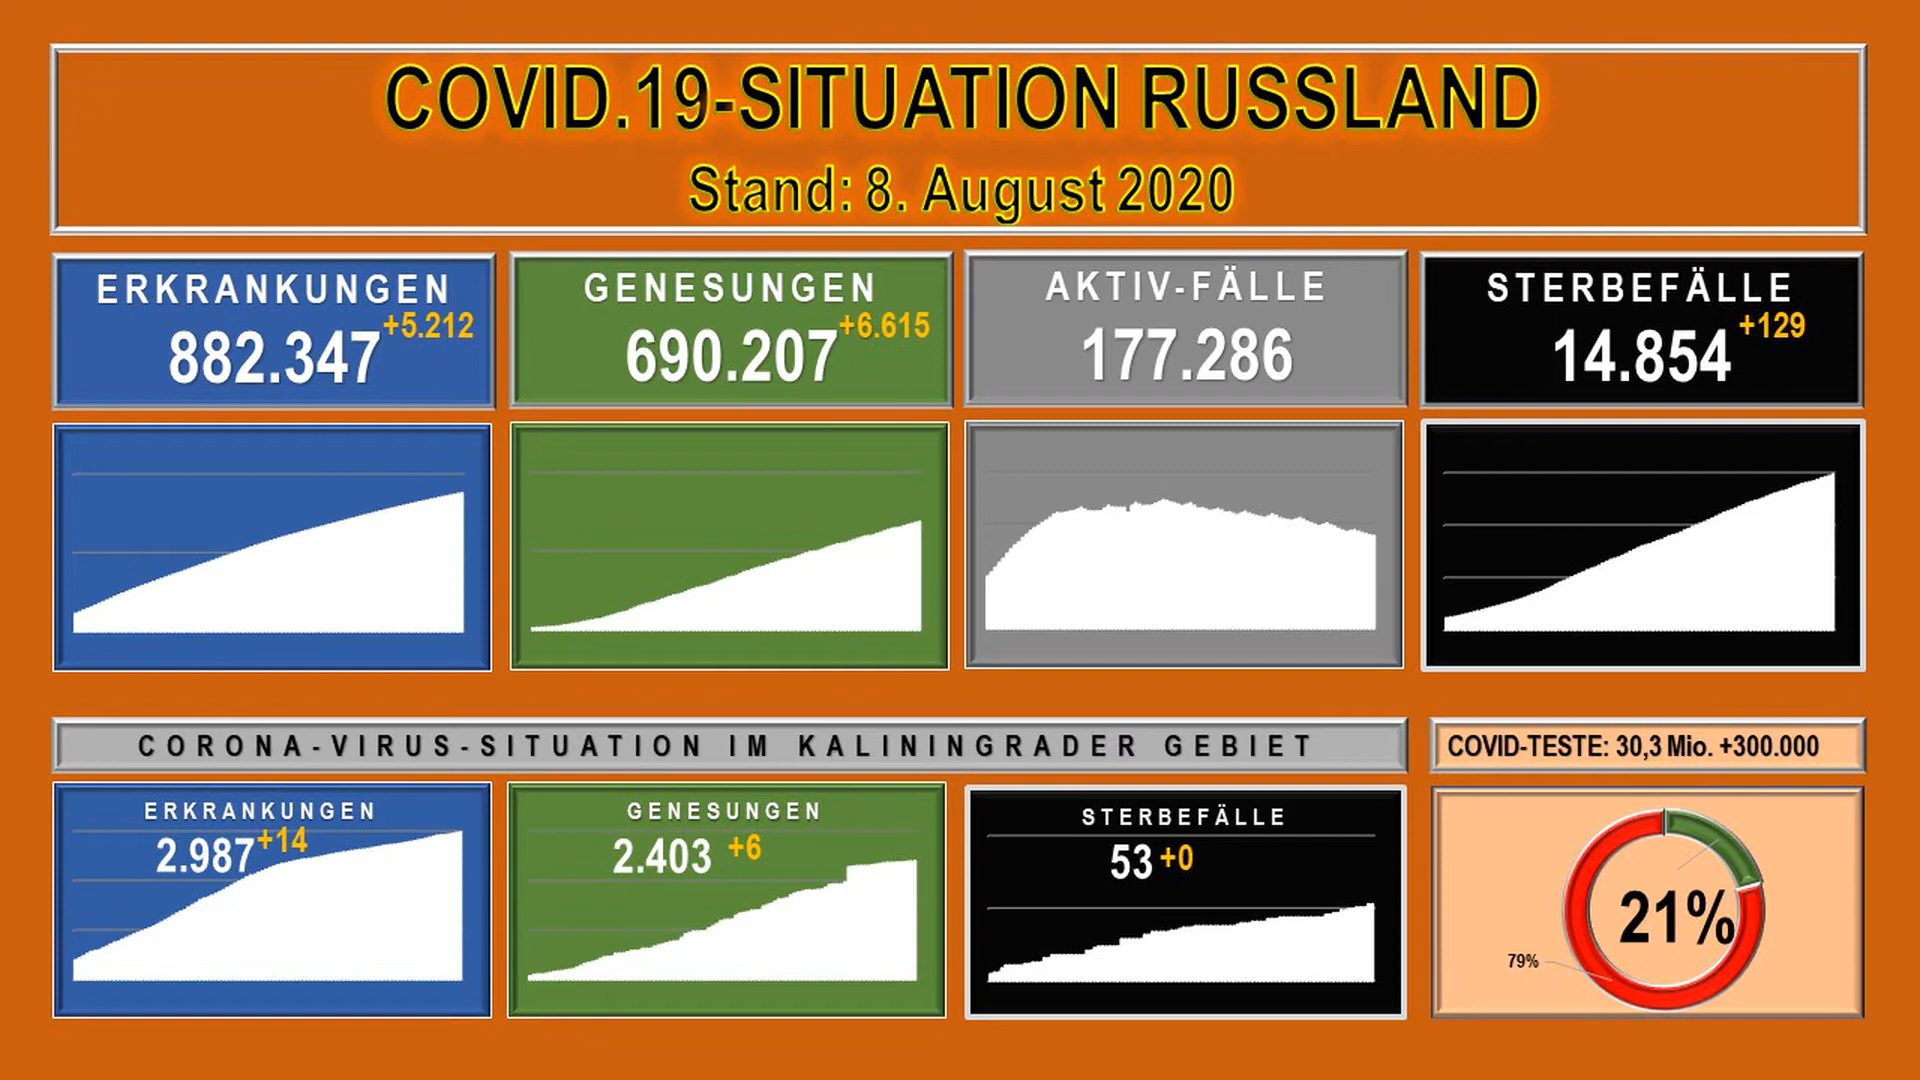 COVID.19-SITUATION RUSSLAND
Stand: 8. August 2020
ERKRANKUNGEN
882.347 +5.212
GENESUNGEN
690.207 +6.615
AKTIV-FÄLLE
177.286
STERBEFÄLLE
14.854 +129
CORONA-VIRUS-SITUATION IM KALININGRADER GEBIET
COVID-TESTE: 30,3 Mio. +300.000
ERKRANKUNGEN
2.987 +14
GENESUNGEN
2.403 +6
STERBEFÄLLE
53 +0
21%
79%